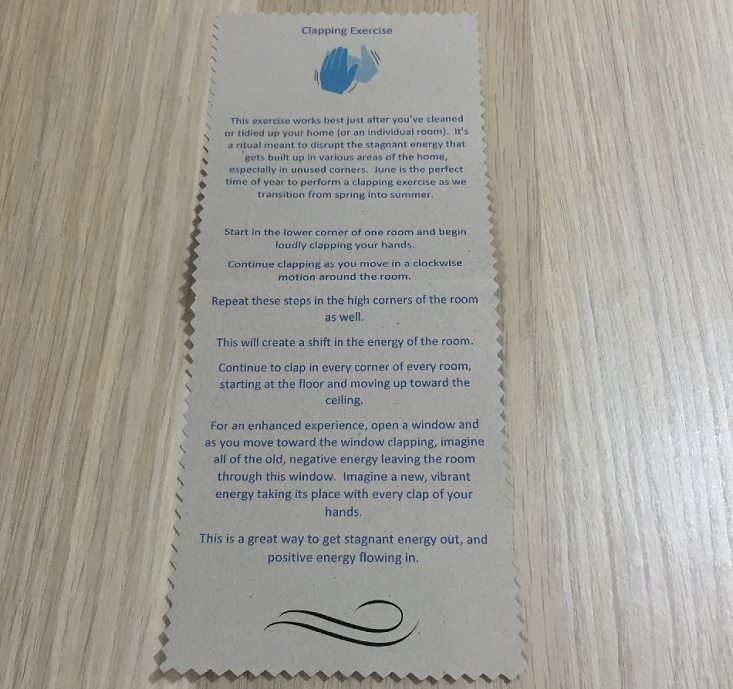 Clapping Exercise
This exercise works best just after you've cleaned
or tidied up your home (or an individual room).  It's
a ritual meant to disrupt the stagnant energy that
gets built up in various areas of the home,
especially in unused corners.  June is the perfect
time of year to perform a clapping exercise as we
transition from spring into summer.
Start in the lower corner of one room and begin
loudly clapping your hands.
Continue clapping as you move in a clockwise
motion around the room.
Repeat these steps in the high corners of the room
as well.
This will create a shift in the energy of the room.
Continue to clap in every corner of every room,
starting at the floor and moving up toward the
ceiling.
For an enhanced experience, open a window and
as you move toward the window clapping, imagine
all of the old, negative energy leaving the room
through this window.  Imagine a new, vibrant
energy taking its place with every clap of your
hands.
This is a great way to get stagnant energy out, and
positive energy flowing in.